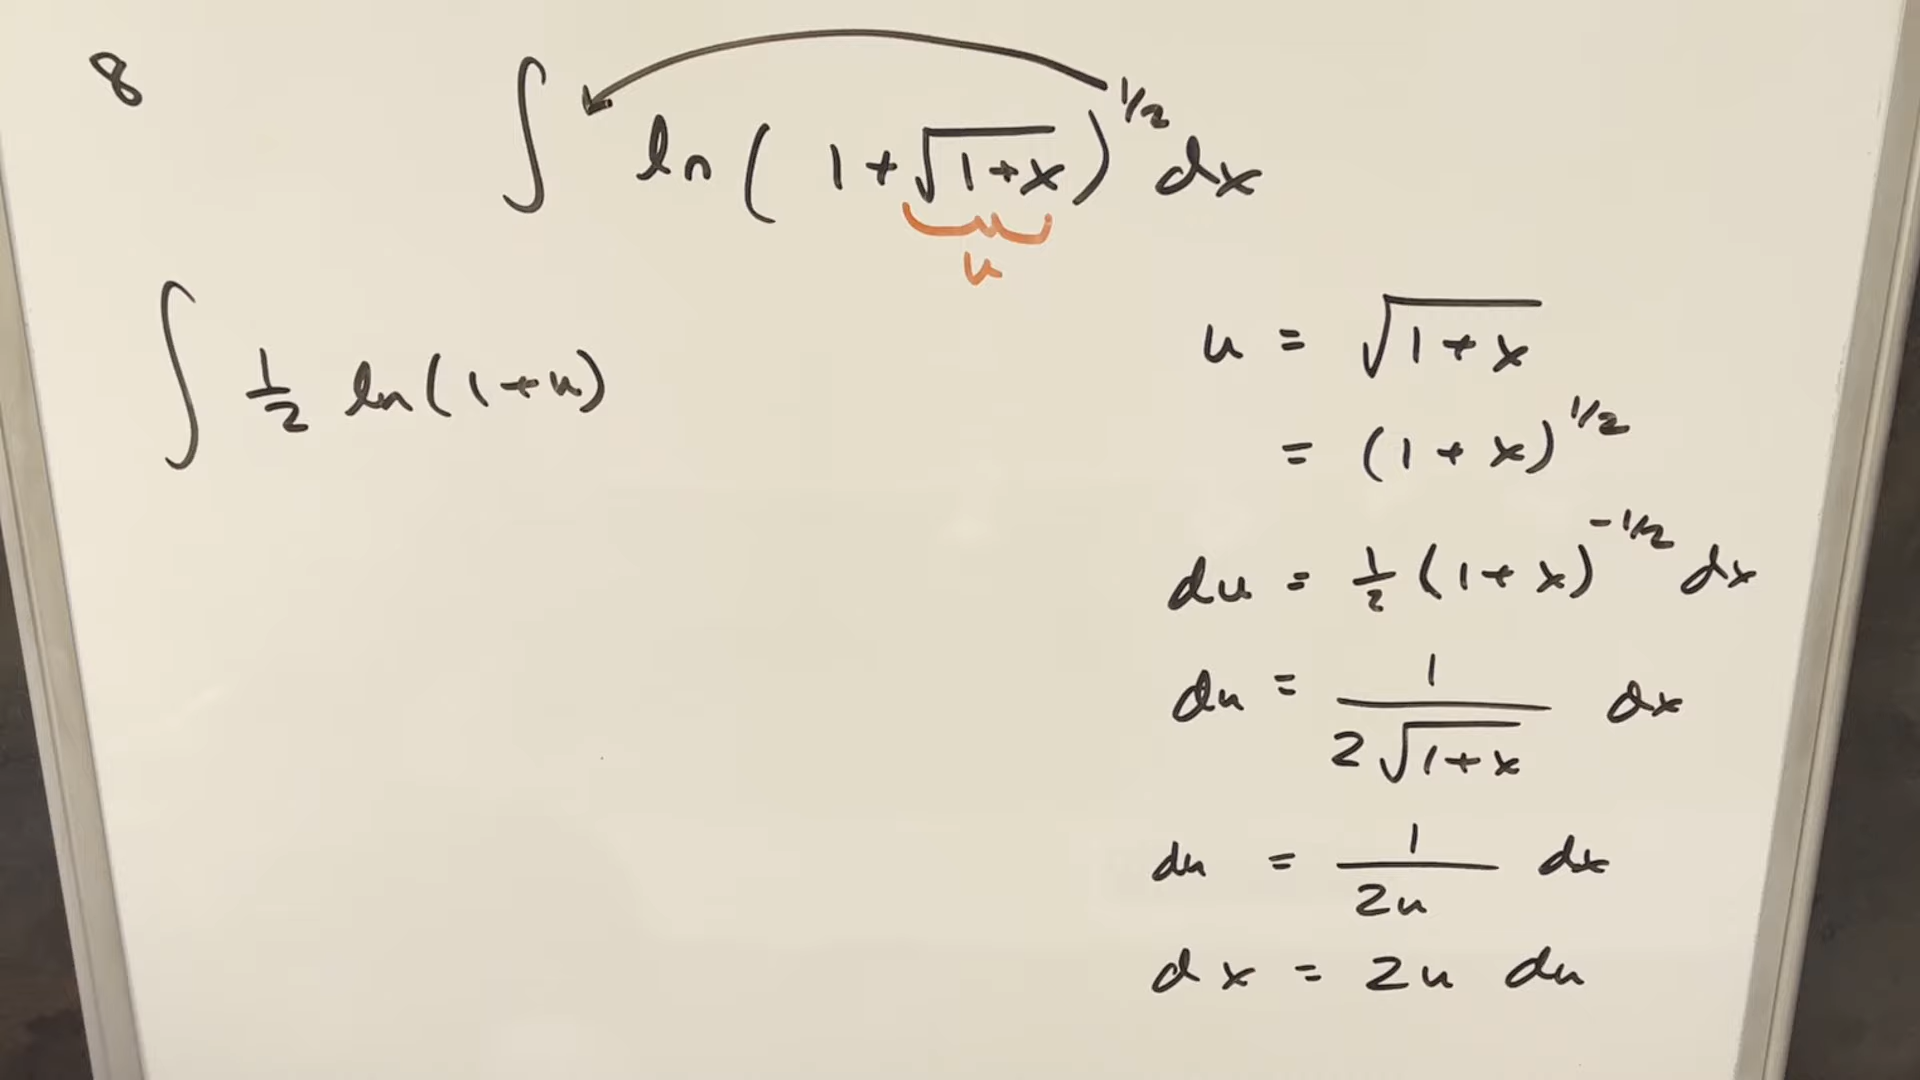 8
∫ ln(1+√(1+x))^1/2 dx
u
∫ 1/2 ln(1+u)
u = √(1+x)
= (1+x)^1/2
du = 1/2 (1+x)^-1/2 dx
du = 1/(2√(1+x)) dx
du = 1/(2u) dx
dx = 2u du